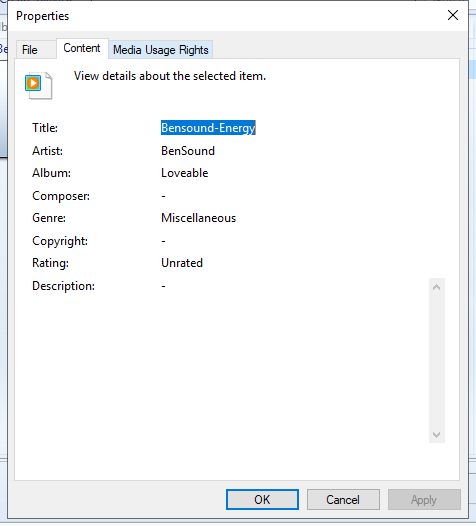 Properties
File Content Media Usage Rights
View details about the selected item.
Title: Bensound-Energy
Artist: BenSound
Album: Loveable
Composer: -
Genre: Miscellaneous
Copyright: -
Rating: Unrated
Description: -
OK Cancel Apply